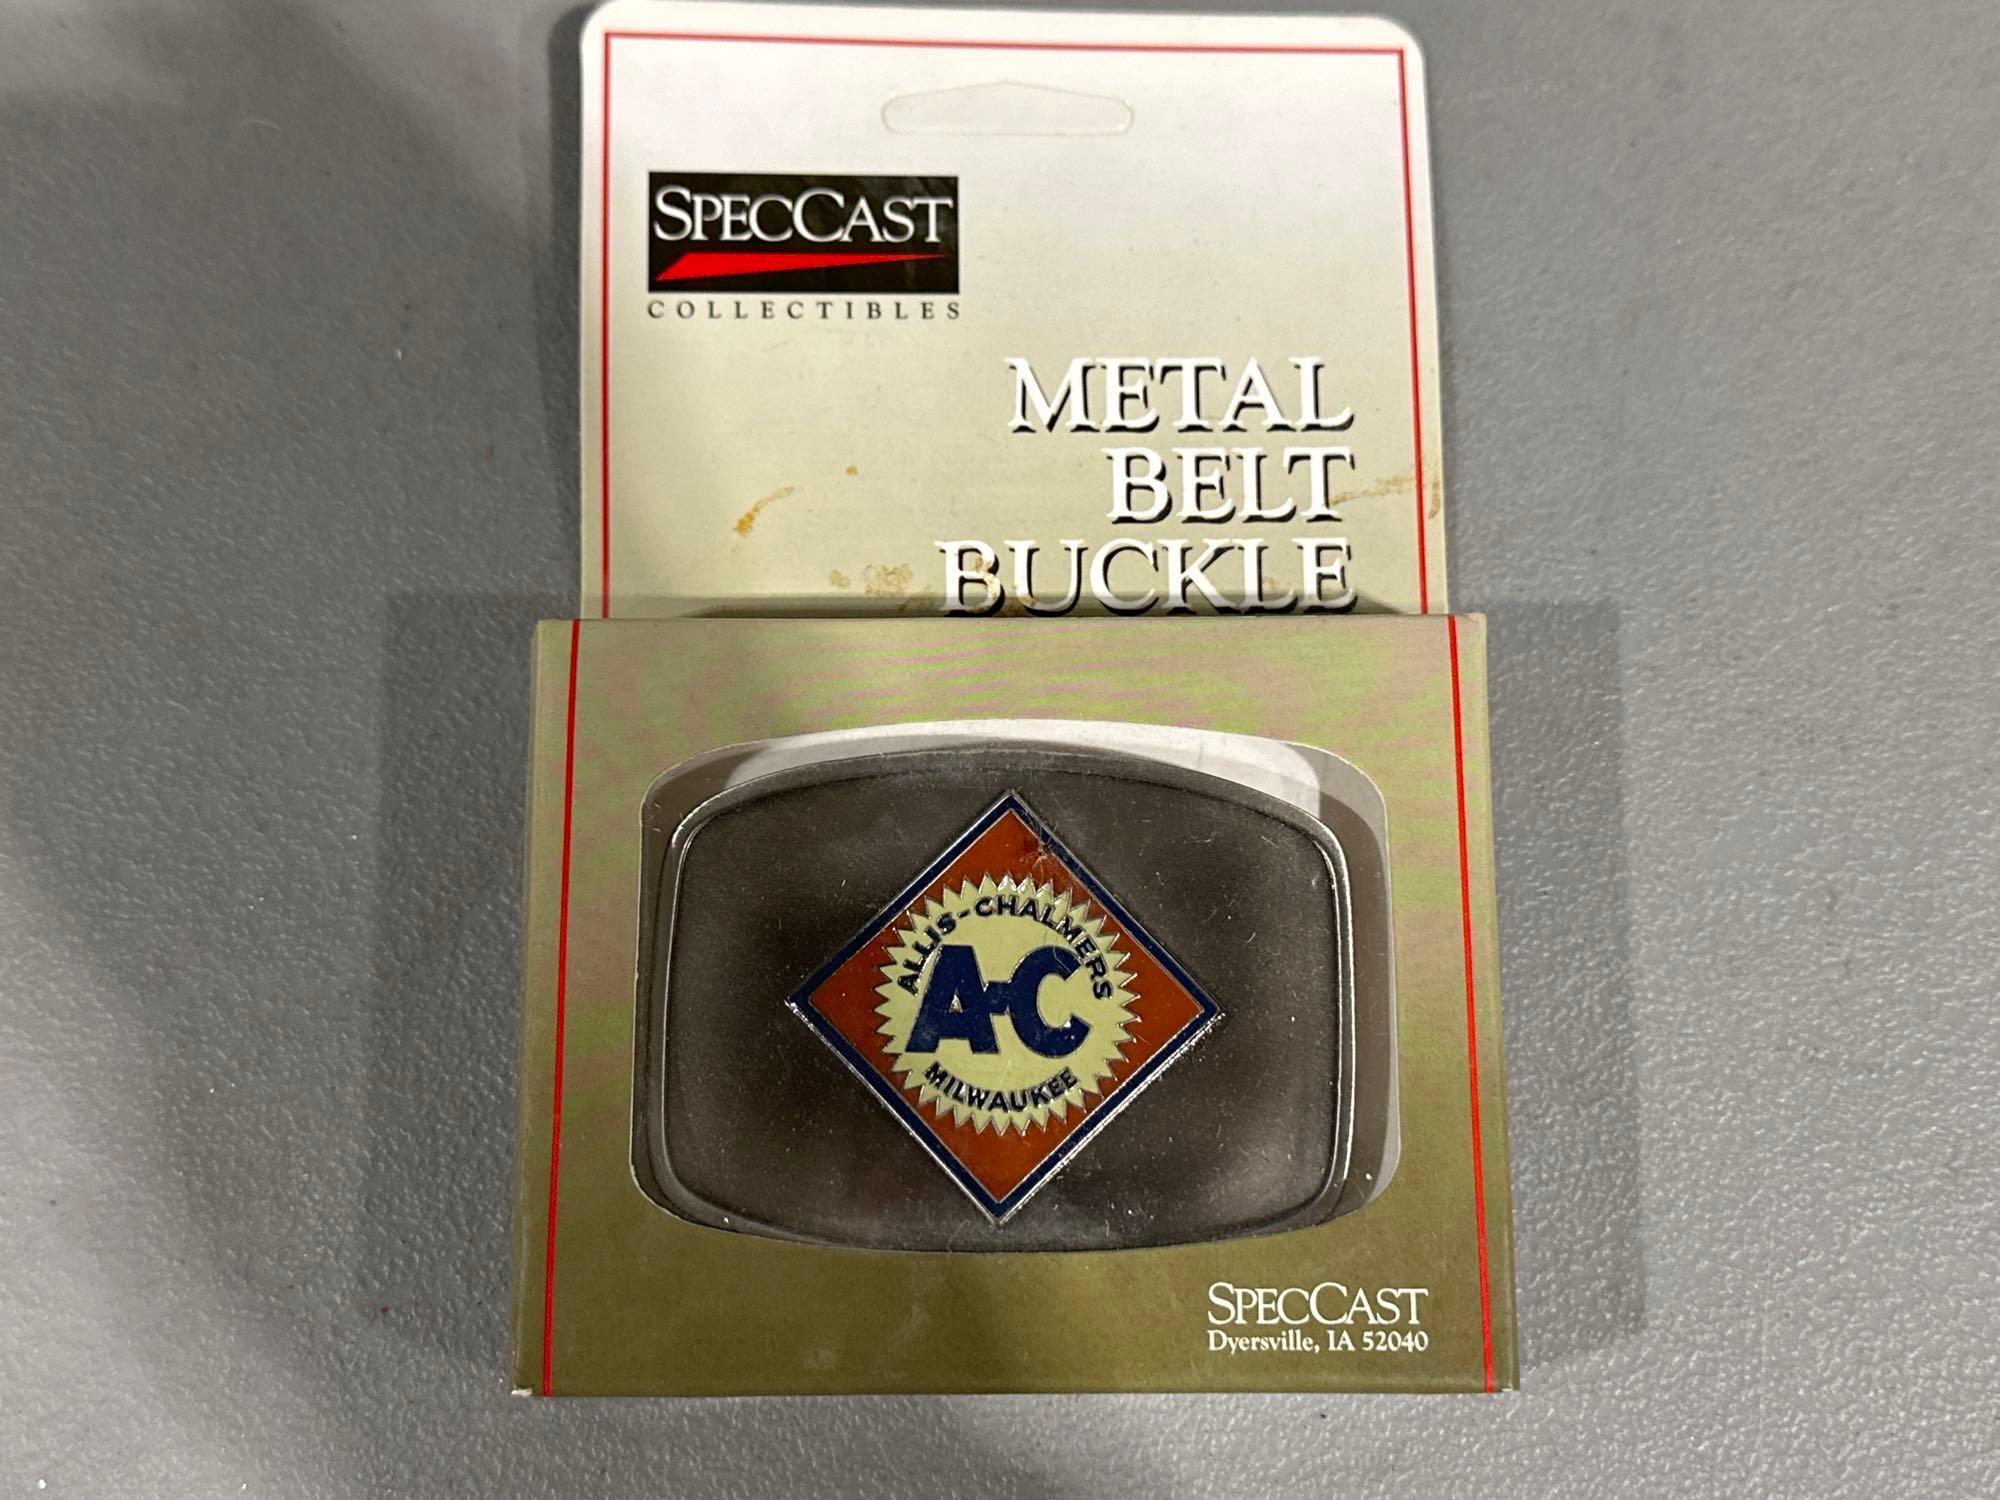 SPECCAST
COLLECTIBLES
METAL
BELT
BUCKLE
ALLIS-CHALMERS
A-C
MILWAUKEE
SPECCAST
Dyersville, IA 52040